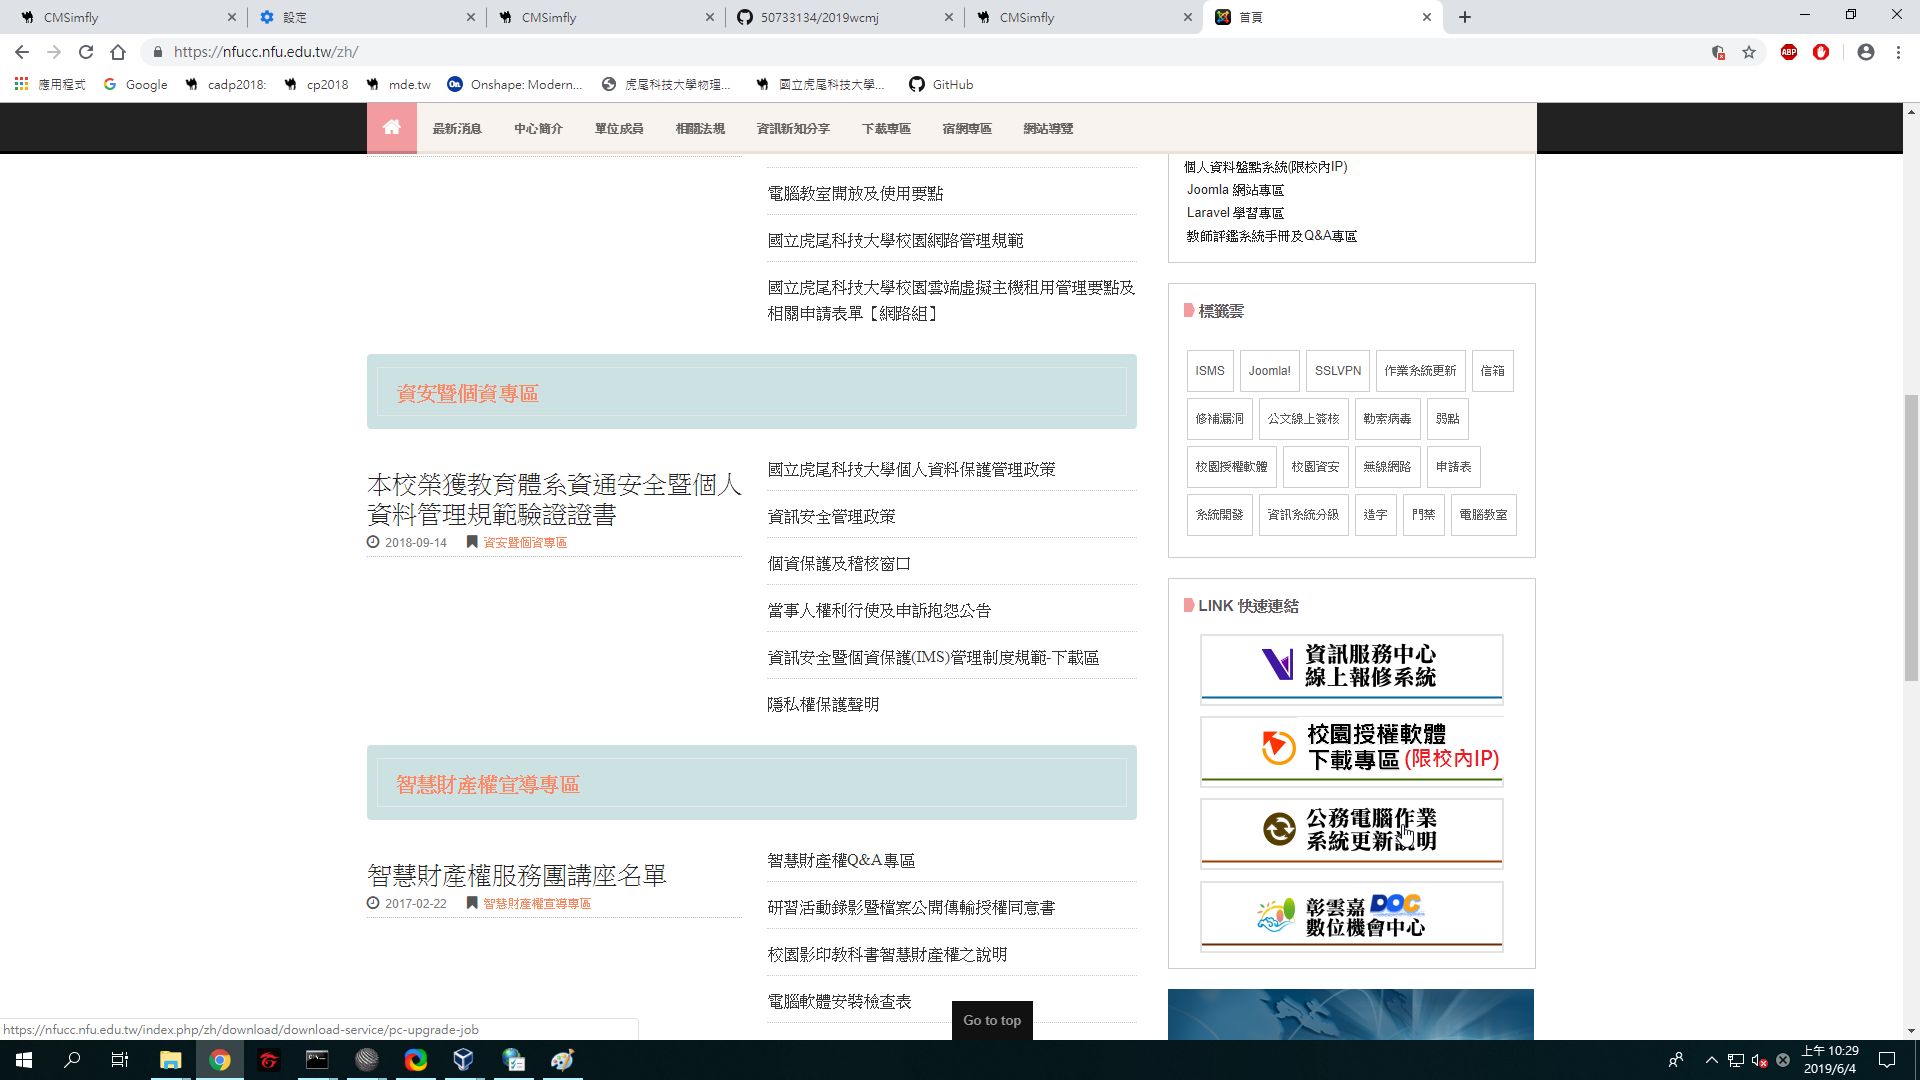 CMSimfly
設定
CMSimfly
50733134/2019wcmj
CMSimfly
首頁
https://nfucc.nfu.edu.tw/zh/
ABP
應用程式
Google
cadp2018:
cp2018
mde.tw
On
Onshape: Modern...
虎尾科技大學物理...
國立虎尾科技大學...
GitHub
最新消息
中心簡介
單位成員
相關法規
資訊新知分享
下載專區
宿網專區
網站導覽
電腦教室開放及使用要點
國立虎尾科技大學校園網路管理規範
國立虎尾科技大學校園雲端虛擬主機租用管理要點及
相關申請表單【網路組】
資安暨個資專區
本校榮獲教育體系資通安全暨個人
資料管理規範驗證證書
2018-09-14
資安暨個資專區
國立虎尾科技大學個人資料保護管理政策
資訊安全管理政策
個資保護及稽核窗口
當事人權利行使及申訴抱怨公告
資訊安全暨個資保護(IMS)管理制度規範-下載區
隱私權保護聲明
智慧財產權宣導專區
智慧財產權服務團講座名單
2017-02-22
智慧財產權宣導專區
智慧財產權Q&A專區
研習活動錄影暨檔案公開傳輸授權同意書
校園影印教科書智慧財產權之說明
電腦軟體安裝檢查表
Go to top
個人資料盤點系統(限校內IP)
Joomla 網站專區
Laravel 學習專區
教師評鑑系統手冊及Q&A專區
標籤雲
ISMS
Joomla!
SSLVPN
作業系統更新
信箱
修補漏洞
公文線上簽核
勒索病毒
弱點
校園授權軟體
校園資安
無線網路
申請表
系統開發
資訊系統分級
造字
門禁
電腦教室
LINK 快速連結
資訊服務中心
線上報修系統
校園授權軟體
下載專區 (限校內IP)
公務電腦作業
系統更新說明
彰雲嘉 DOC
數位機會中心
https://nfucc.nfu.edu.tw/index.php/zh/download/download-service/pc-upgrade-job
上午 10:29
2019/6/4